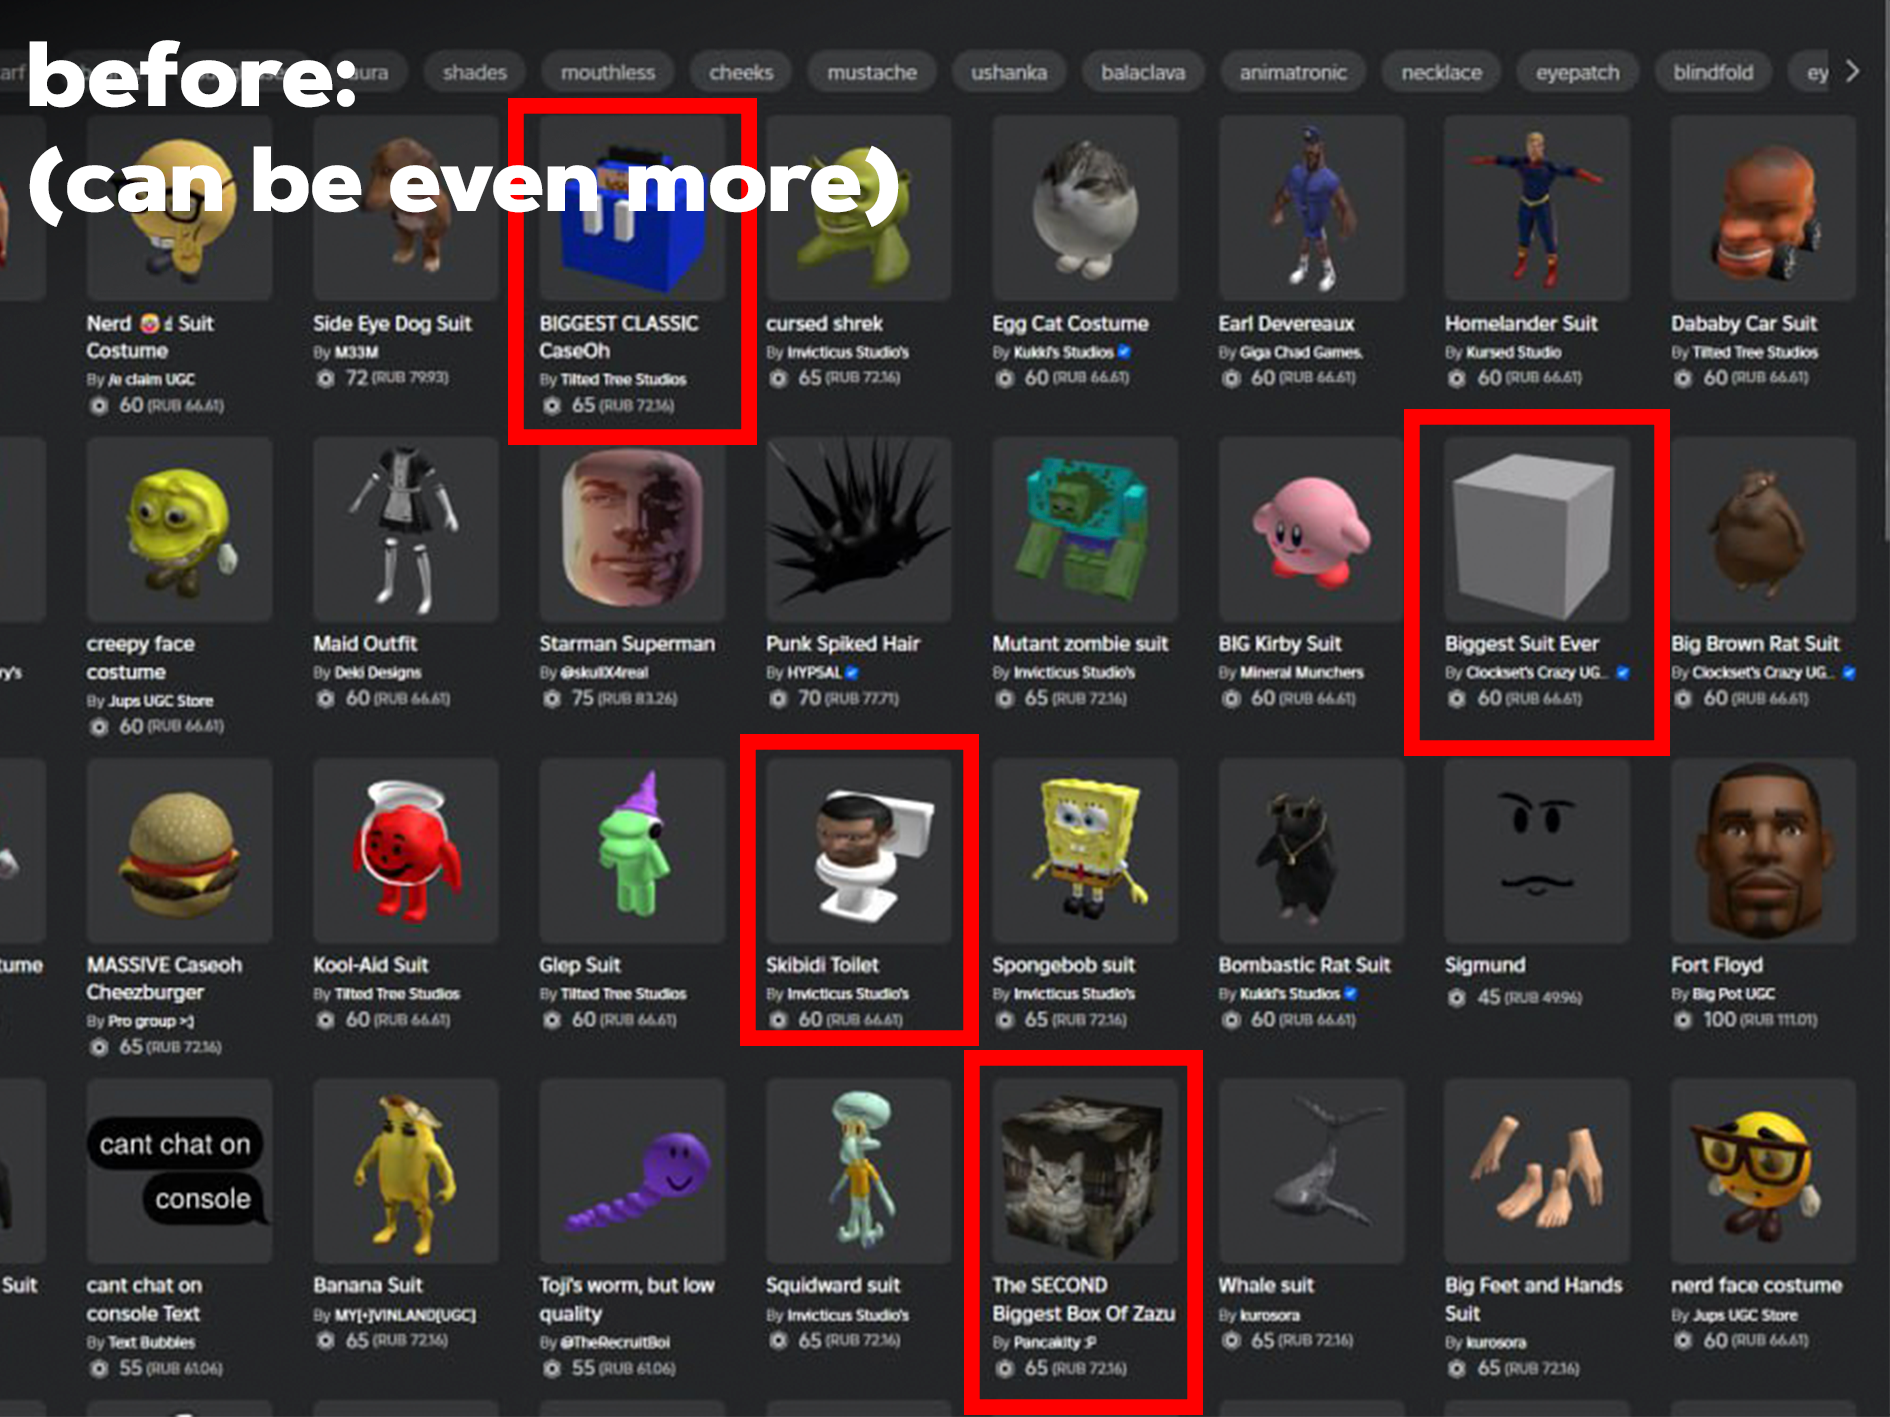 before:
(can be even more)
aura
shades
mouthless
cheeks
mustache
ushanka
balaclava
animatronic
necklace
eyepatch
blindfold
ey
Nerd 🤡 Suit
Costume
By /e claim UGC
60 (RUB 66.61)
Side Eye Dog Suit
By M33M
72 (RUB 79.93)
BIGGEST CLASSIC
CaseOh
By Tilted Tree Studios
65 (RUB 72.16)
cursed shrek
By Invicticus Studio's
65 (RUB 72.16)
Egg Cat Costume
By Kukki's Studios
60 (RUB 66.61)
Earl Devereaux
By Giga Chad Games.
60 (RUB 66.61)
Homelander Suit
By Kursed Studio
60 (RUB 66.61)
Dababy Car Suit
By Tilted Tree Studios
60 (RUB 66.61)
ry's
creepy face
costume
By Jups UGC Store
60 (RUB 66.61)
Maid Outfit
By Deki Designs
60 (RUB 66.61)
Starman Superman
By @skullX4real
75 (RUB 83.26)
Punk Spiked Hair
By HYPSAL
70 (RUB 77.71)
Mutant zombie suit
By Invicticus Studio's
65 (RUB 72.16)
BIG Kirby Suit
By Mineral Munchers
60 (RUB 66.61)
Biggest Suit Ever
By Clockset's Crazy UG...
60 (RUB 66.61)
Big Brown Rat Suit
By Clockset's Crazy UG...
60 (RUB 66.61)
tume
MASSIVE Caseoh
Cheezburger
By Pro group >:)
65 (RUB 72.16)
Kool-Aid Suit
By Tilted Tree Studios
60 (RUB 66.61)
Glep Suit
By Tilted Tree Studios
60 (RUB 66.61)
Skibidi Toilet
By Invicticus Studio's
60 (RUB 66.61)
Spongebob suit
By Invicticus Studio's
65 (RUB 72.16)
Bombastic Rat Suit
By Kukki's Studios
60 (RUB 66.61)
Sigmund
45 (RUB 49.96)
Fort Floyd
By Big Pot UGC
100 (RUB 111.01)
Suit
cant chat on
console
cant chat on
console Text
By Text Bubbles
55 (RUB 61.06)
Banana Suit
By MY[+]VINLAND[UGC]
65 (RUB 72.16)
Toji's worm, but low
quality
By @TheRecruitBoi
55 (RUB 61.06)
Squidward suit
By Invicticus Studio's
65 (RUB 72.16)
The SECOND
Biggest Box Of Zazu
By Pancakity :P
65 (RUB 72.16)
Whale suit
By kurosora
65 (RUB 72.16)
Big Feet and Hands
Suit
By kurosora
65 (RUB 72.16)
nerd face costume
By Jups UGC Store
60 (RUB 66.61)